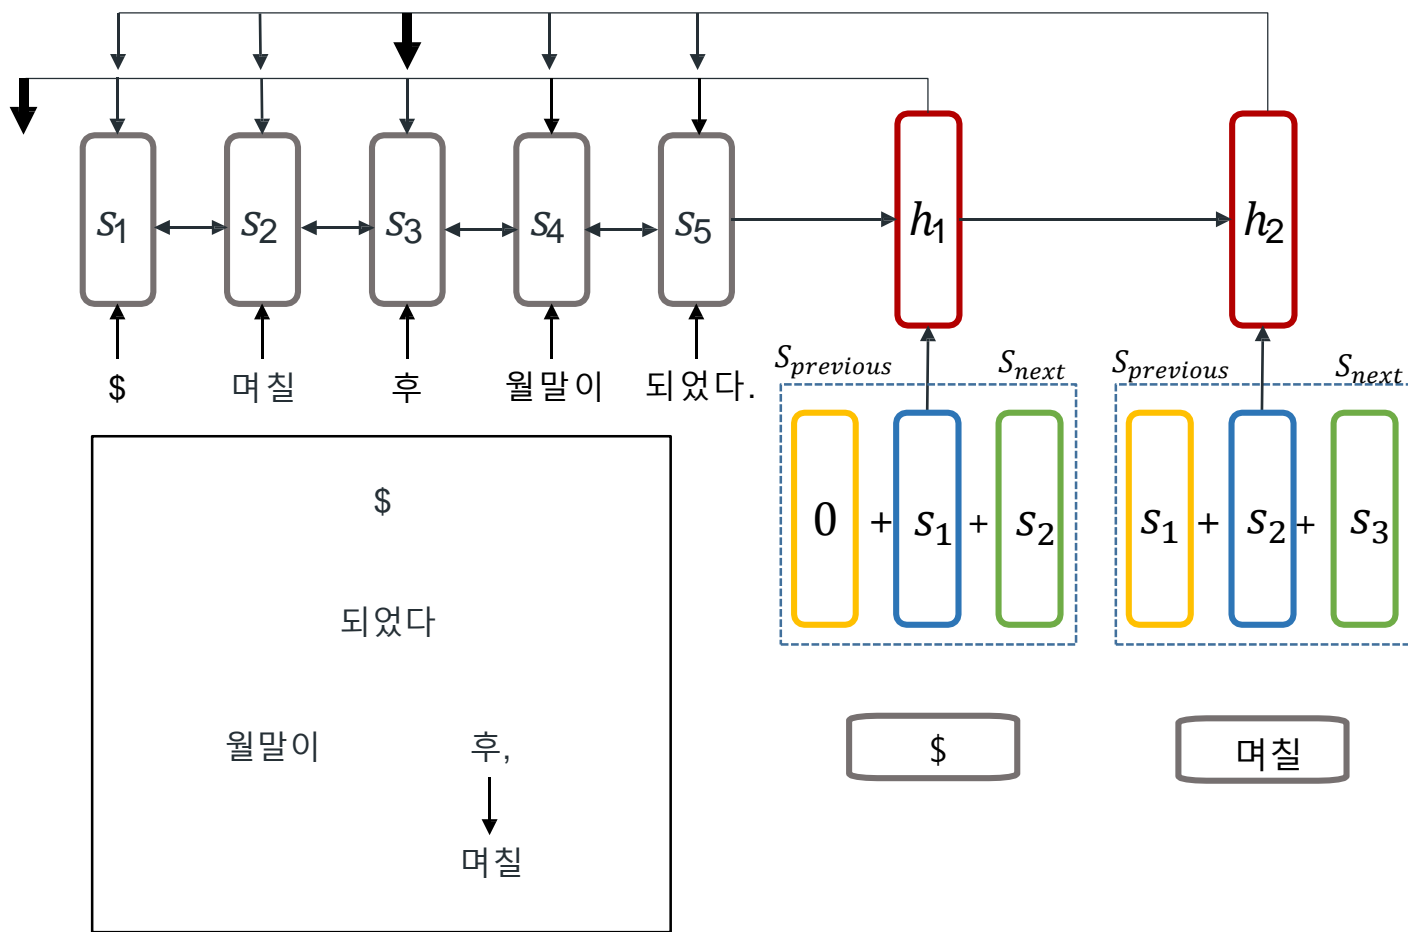 s1 s2 s3 s4 s5 h1 h2
$ 며칠 후 월말이 되었다.
Sprevious Snext Sprevious Snext
0 + s1 + s2 s1 + s2 + s3
$
되었다
월말이 후,
며칠
$ 며칠